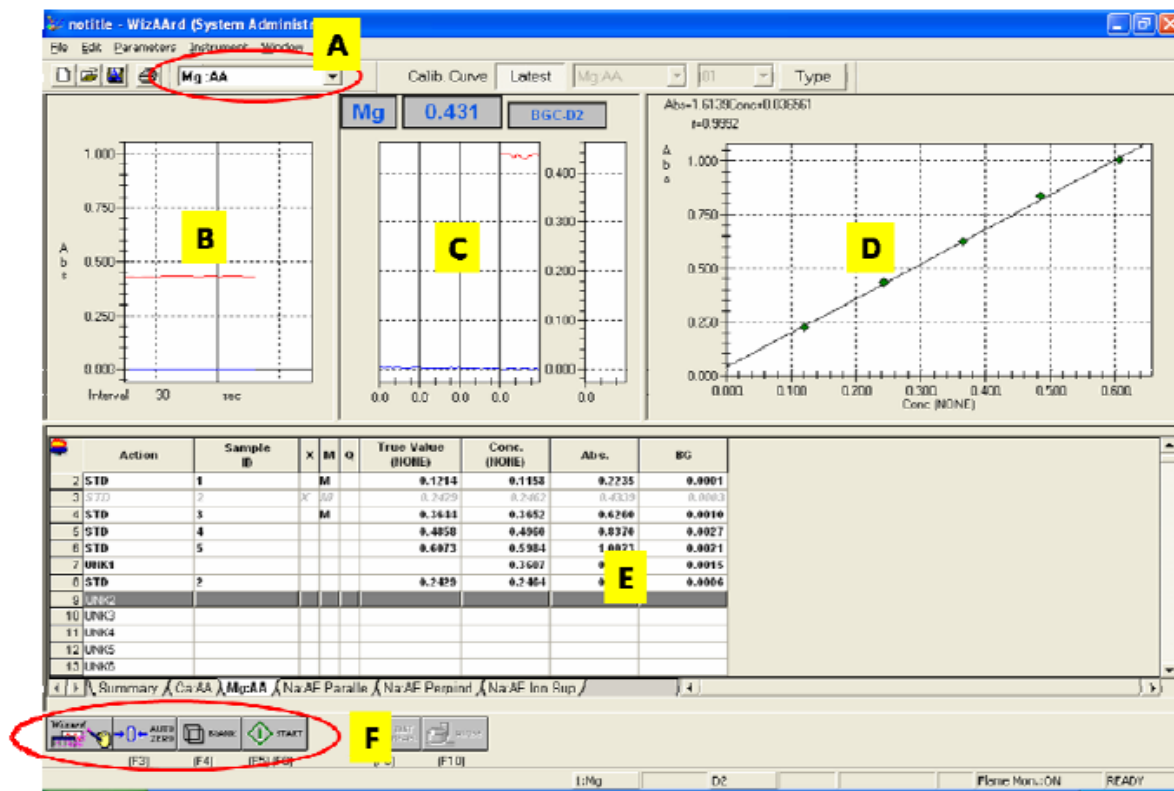 notitle - WizAArd (System Adminis
A
File Edit Parameters Instrument Window
Mg :AA
Calib. Curve Latest Mg:AA 01 Type
Mg 0.431 BGC-D2
Abs=1.6139Conc+0.036561
r=0.9992
Abs
1.000
0.750
0.500
0.250
0.000
Interval 30 sec
B
0.400
0.300
0.200
0.100
0.000
0.0 0.0 0.0 0.0 0.0
C
Abs
1.000
0.750
0.500
0.250
0.000
0.000 0.100 0.200 0.300 0.400 0.500 0.600
Conc (NONE)
D
Action Sample ID X M Q True Value (NONE) Conc. (NONE) Abs. BG
2 STD 1 M 0.1214 0.1158 0.2235 0.0001
3 STD 2 X M 0.2429 0.2462 0.4339 0.0003
4 STD 3 M 0.3644 0.3652 0.6260 0.0010
5 STD 4 0.4858 0.4960 0.8370 0.0027
6 STD 5 0.6073 0.5984 1.0023 0.0021
7 UNK1 0.3607 0. 0.0015
8 STD 2 0.2429 0.2464 0. 0.0006
E
9 UNK2
10 UNK3
11 UNK4
12 UNK5
13 UNK6
Summary Ca:AA Mg:AA Na:AE Paralle Na:AE Perpind Na:AE Ion Sup
Wizard AUTO ZERO BLANK START
F
(F3) (F4) (F5) (F6) (F10)
1:Mg D2 Flame Mon.:ON READY